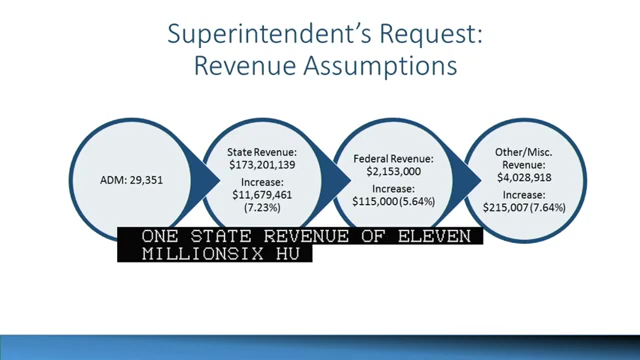 Superintendent's Request:
Revenue Assumptions
ADM: 29,351
State Revenue:
$173,201,139
Increase:
$11,679,461
(7.23%)
Federal Revenue:
$2,153,000
Increase:
$115,000 (5.64%)
Other/Misc.
Revenue:
$4,028,918
Increase:
$215,007 (7.64%)
ONE STATE REVENUE OF ELEVEN
MILLIONSIX HU